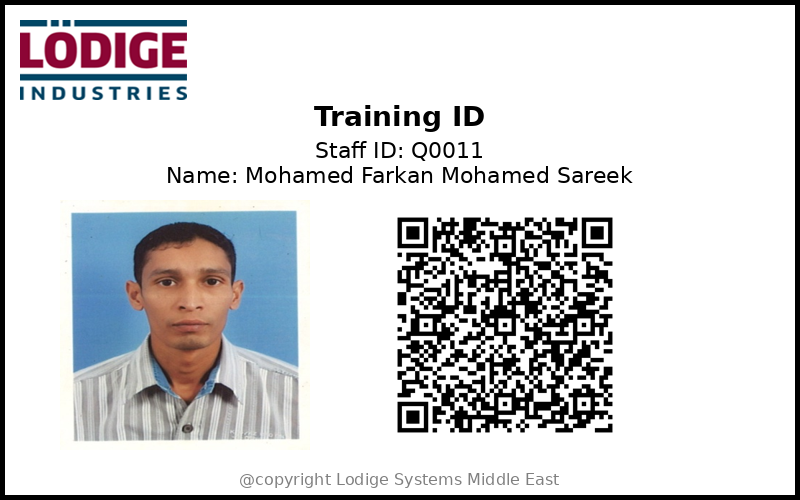 LÖDIGE
INDUSTRIES
Training ID
Staff ID: Q0011
Name: Mohamed Farkan Mohamed Sareek
@copyright Lodige Systems Middle East